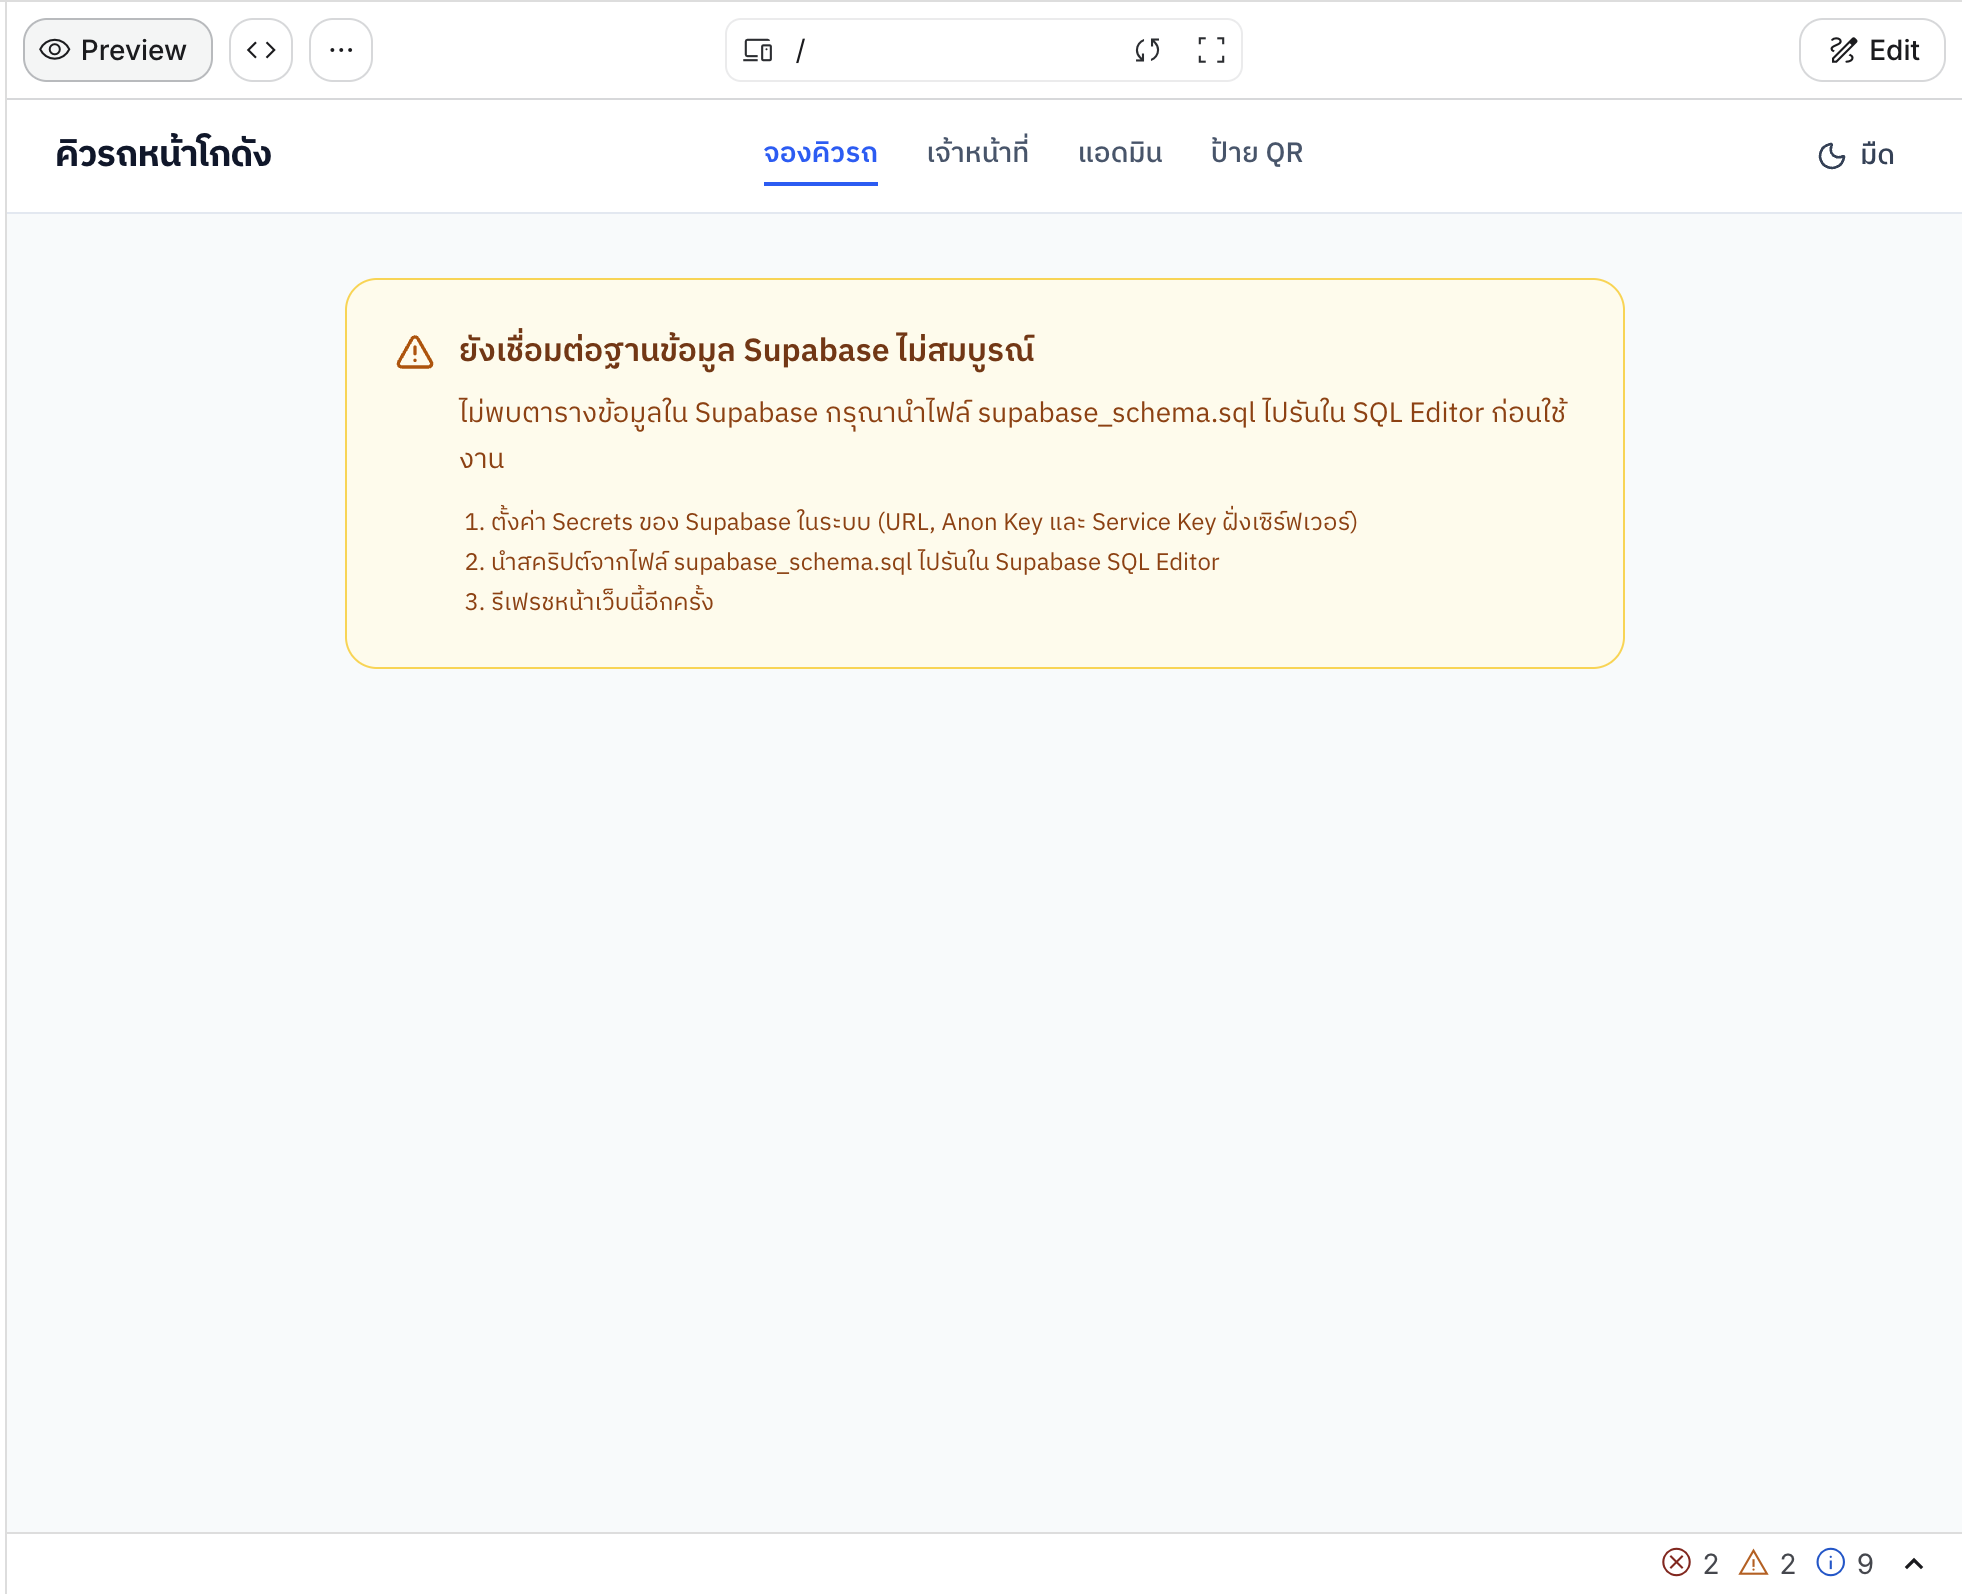 Preview
/
Edit
คิวรถหน้าโกดัง
จองคิวรถ
เจ้าหน้าที่
แอดมิน
ป้าย QR
มืด
ยังเชื่อมต่อฐานข้อมูล Supabase ไม่สมบูรณ์
ไม่พบตารางข้อมูลใน Supabase กรุณานำไฟล์ supabase_schema.sql ไปรันใน SQL Editor ก่อนใช้
งาน
1. ตั้งค่า Secrets ของ Supabase ในระบบ (URL, Anon Key และ Service Key ฝั่งเซิร์ฟเวอร์)
2. นำสคริปต์จากไฟล์ supabase_schema.sql ไปรันใน Supabase SQL Editor
3. รีเฟรชหน้าเว็บนี้อีกครั้ง
2 2 9